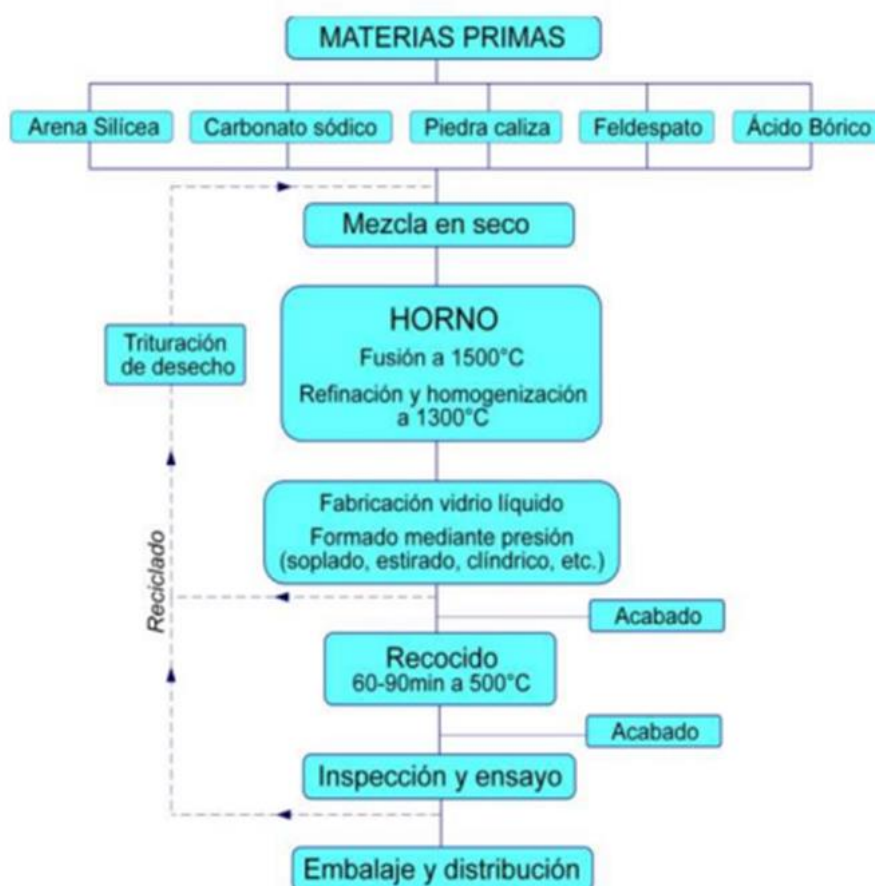 MATERIAS PRIMAS
Arena Silícea
Carbonato sódico
Piedra caliza
Feldespato
Ácido Bórico
Mezcla en seco
HORNO
Fusión a 1500°C
Refinación y homogenización
a 1300°C
Trituración
de desecho
Fabricación vidrio líquido
Formado mediante presión
(soplado, estirado, clíndrico, etc.)
Reciclado
Acabado
Recocido
60-90min a 500°C
Acabado
Inspección y ensayo
Embalaje y distribución